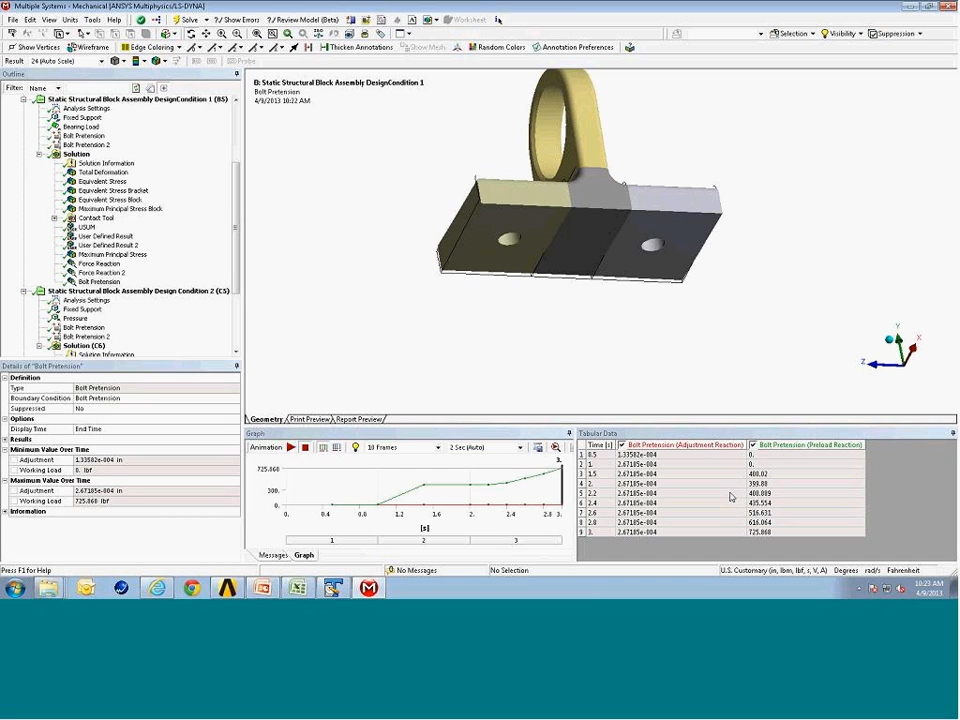 Multiple Systems - Mechanical [ANSYS Multiphysics/LS-DYNA]
File Edit View Units Tools Help Solve ?/ Show Errors ?/ Review Model (Beta) Worksheet
Selection Visibility Suppression
Show Vertices Wireframe Edge Coloring Thicken Annotations Show Mesh Random Colors Annotation Preferences
Result 24 (Auto Scale) Probe
Outline
Filter: Name
Static Structural Block Assembly DesignCondition 1 (B5)
Analysis Settings
Fixed Support
Bearing Load
Bolt Pretension
Bolt Pretension 2
Solution
Solution Information
Total Deformation
Equivalent Stress
Equivalent Stress Bracket
Equivalent Stress Block
Maximum Principal Stress Block
Contact Tool
USUM
User Defined Result
User Defined Result 2
Maximum Principal Stress
Force Reaction
Force Reaction 2
Bolt Pretension
Static Structural Block Assembly Design Condition 2 (C5)
Analysis Settings
Fixed Support
Pressure
Bolt Pretension
Bolt Pretension 2
Solution (C6)
Solution Information
B: Static Structural Block Assembly DesignCondition 1
Bolt Pretension
4/9/2013 10:22 AM
Y
X
Z
Geometry Print Preview Report Preview
Details of "Bolt Pretension"
Definition
Type Bolt Pretension
Boundary Condition Bolt Pretension
Suppressed No
Options
Display Time End Time
Results
Minimum Value Over Time
Adjustment 1.33582e-004 in
Working Load 0. lbf
Maximum Value Over Time
Adjustment 2.67185e-004 in
Working Load 725.868 lbf
Information
Graph
Animation 10 Frames 2 Sec (Auto)
3.
725.868
300.
0.
0. 0.4 0.8 1.2 1.6 2. 2.4 2.8 3.
[s]
1 2 3
Messages Graph
Tabular Data
Time [s] Bolt Pretension (Adjustment Reaction) Bolt Pretension (Preload Reaction)
1 0.5 1.33582e-004 0.
2 1. 2.67185e-004 0.
3 1.5 2.67185e-004 400.02
4 2. 2.67185e-004 399.88
5 2.2 2.67185e-004 408.889
6 2.4 2.67185e-004 435.554
7 2.6 2.67185e-004 516.631
8 2.8 2.67185e-004 616.064
9 3. 2.67185e-004 725.868
Press F1 for Help No Messages No Selection U.S. Customary (in, lbm, lbf, s, V, A) Degrees rad/s Fahrenheit
10:23 AM
4/9/2013